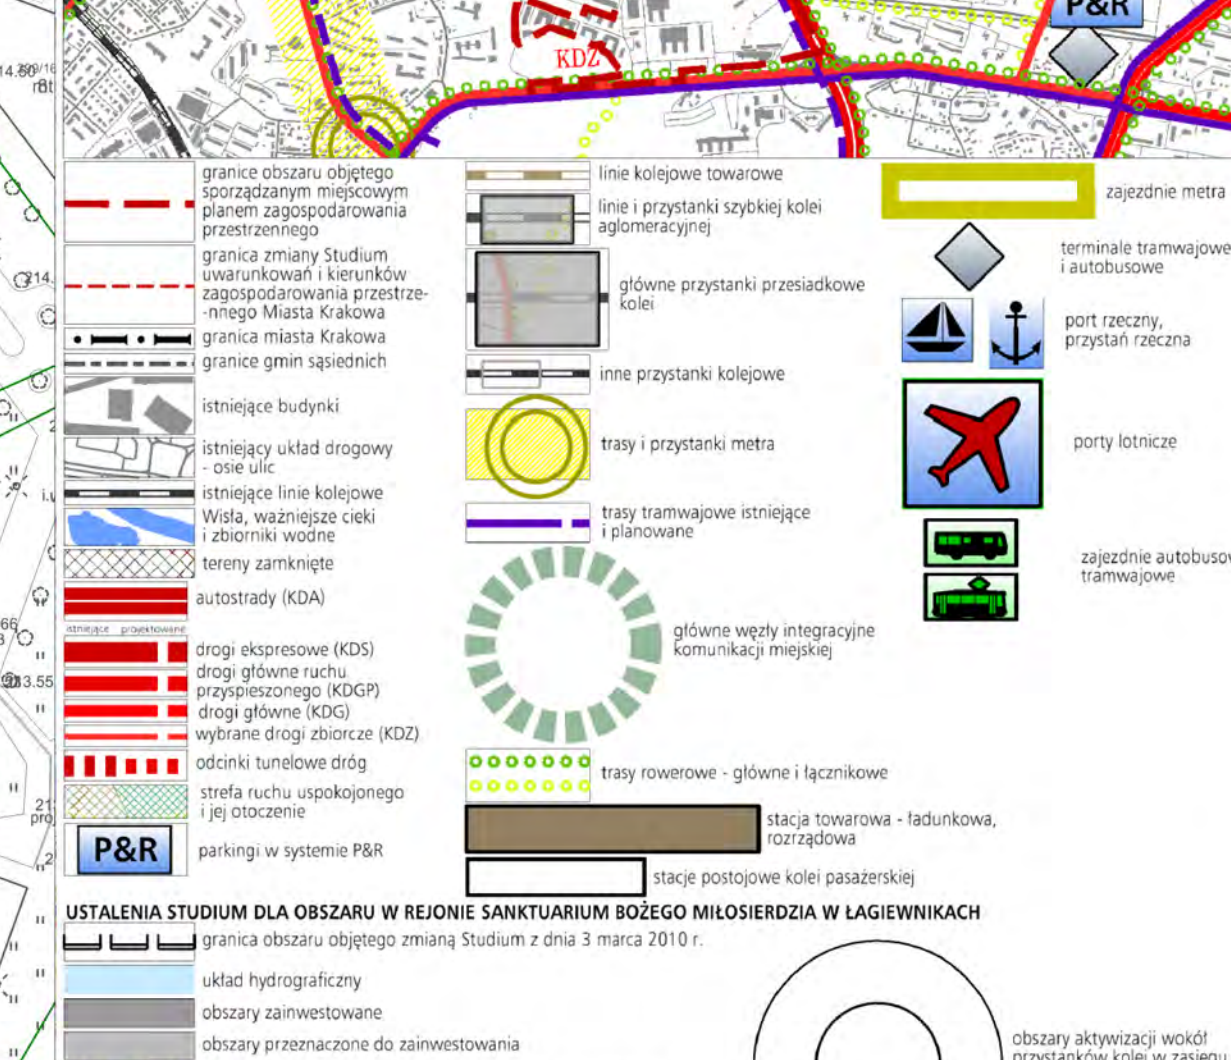 P&R
KDZ
granice obszaru objętego
sporządzanym miejscowym
planem zagospodarowania
przestrzennego
granica zmiany Studium
uwarunkowań i kierunków
zagospodarowania przestrze-
-nnego Miasta Krakowa
granica miasta Krakowa
granice gmin sąsiednich
istniejące budynki
istniejący układ drogowy
- osie ulic
istniejące linie kolejowe
Wisła, ważniejsze cieki
i zbiorniki wodne
tereny zamknięte
autostrady (KDA)
istniejące projektowane
drogi ekspresowe (KDS)
drogi główne ruchu
przyspieszonego (KDGP)
drogi główne (KDG)
wybrane drogi zbiorcze (KDZ)
odcinki tunelowe dróg
strefa ruchu uspokojonego
i jej otoczenie
P&R
parkingi w systemie P&R
linie kolejowe towarowe
linie i przystanki szybkiej kolei
aglomeracyjnej
główne przystanki przesiadkowe
kolei
inne przystanki kolejowe
trasy i przystanki metra
trasy tramwajowe istniejące
i planowane
główne węzły integracyjne
komunikacji miejskiej
trasy rowerowe - główne i łącznikowe
stacja towarowa - ładunkowa,
rozrządowa
stacje postojowe kolei pasażerskiej
zajezdnie metra
terminale tramwajowe
i autobusowe
port rzeczny,
przystań rzeczna
porty lotnicze
zajezdnie autobusow
tramwajowe
USTALENIA STUDIUM DLA OBSZARU W REJONIE SANKTUARIUM BOŻEGO MIŁOSIERDZIA W ŁAGIEWNIKACH
granica obszaru objętego zmianą Studium z dnia 3 marca 2010 r.
układ hydrograficzny
obszary zainwestowane
obszary przeznaczone do zainwestowania
obszary aktywizacji wokół
przystanków kolei w zasięgu